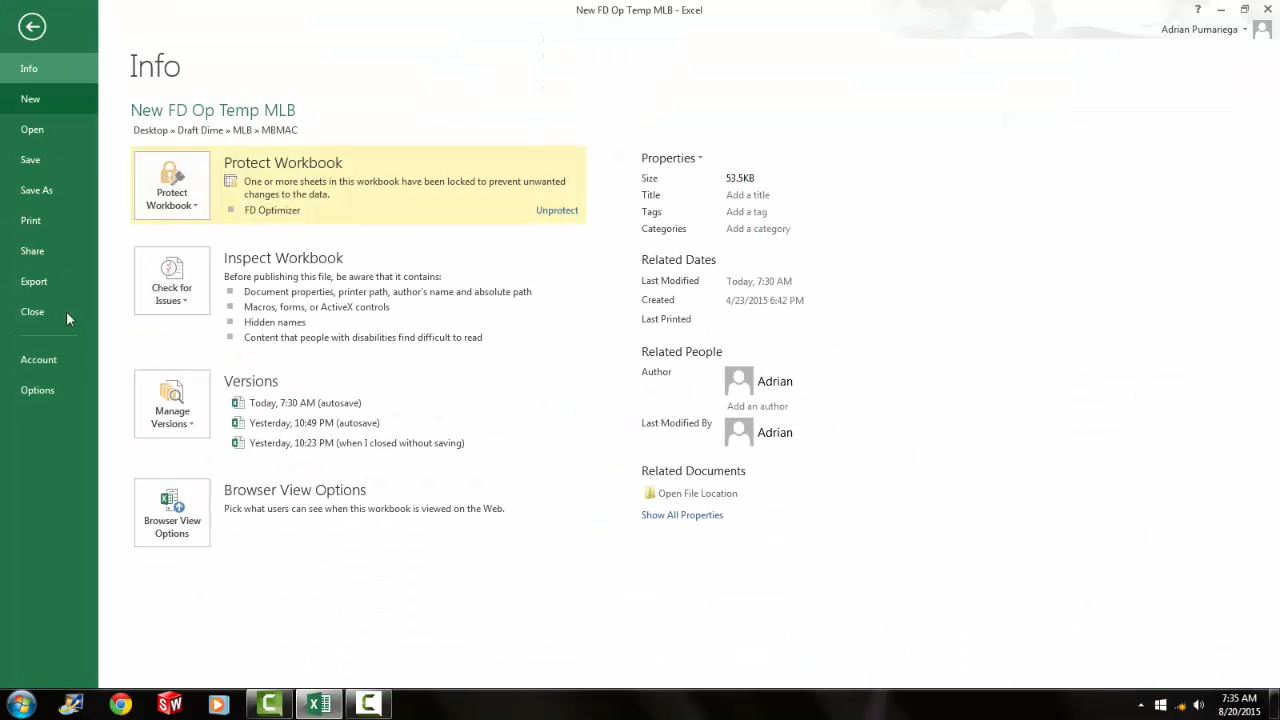 New FD Op Temp MLB - Excel
?
Adrian Pumariega
Info
New
Open
Save
Save As
Print
Share
Export
Close
Account
Options
Info
New FD Op Temp MLB
Desktop » Draft Dime » MLB » MBMAC
Protect Workbook
Protect Workbook
One or more sheets in this workbook have been locked to prevent unwanted
changes to the data.
FD Optimizer
Unprotect
Check for Issues
Inspect Workbook
Before publishing this file, be aware that it contains:
Document properties, printer path, author's name and absolute path
Macros, forms, or ActiveX controls
Hidden names
Content that people with disabilities find difficult to read
Manage Versions
Versions
Today, 7:30 AM (autosave)
Yesterday, 10:49 PM (autosave)
Yesterday, 10:23 PM (when I closed without saving)
Browser View Options
Browser View Options
Pick what users can see when this workbook is viewed on the Web.
Properties
Size 53.5KB
Title Add a title
Tags Add a tag
Categories Add a category
Related Dates
Last Modified Today, 7:30 AM
Created 4/23/2015 6:42 PM
Last Printed
Related People
Author Adrian
Add an author
Last Modified By Adrian
Related Documents
Open File Location
Show All Properties
SW
7:35 AM
8/20/2015